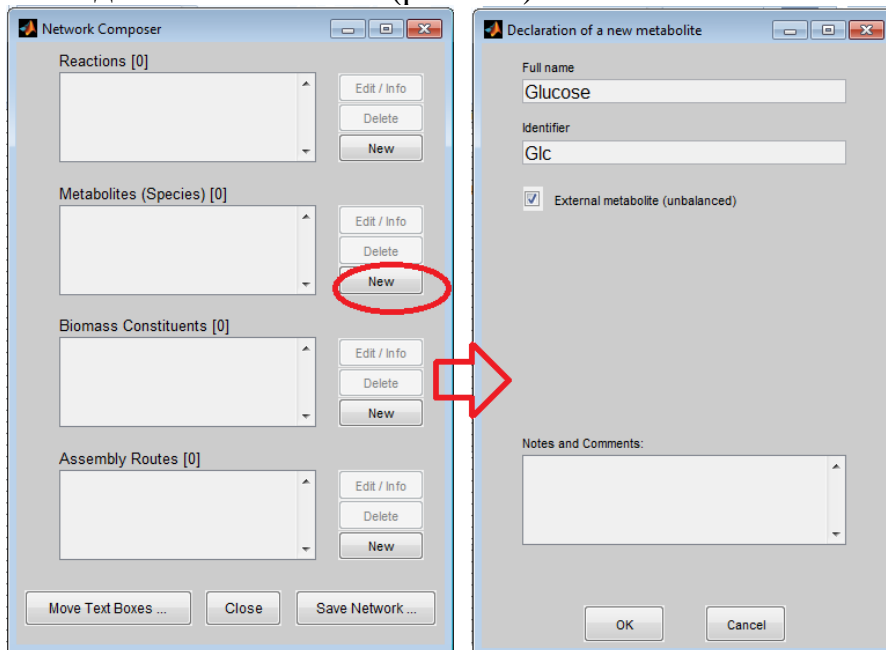 Network Composer
Reactions [0]
Edit / Info
Delete
New
Metabolites (Species) [0]
Edit / Info
Delete
New
Biomass Constituents [0]
Edit / Info
Delete
New
Assembly Routes [0]
Edit / Info
Delete
New
Move Text Boxes ...
Close
Save Network ...
Declaration of a new metabolite
Full name
Glucose
Identifier
Glc
External metabolite (unbalanced)
Notes and Comments:
OK
Cancel